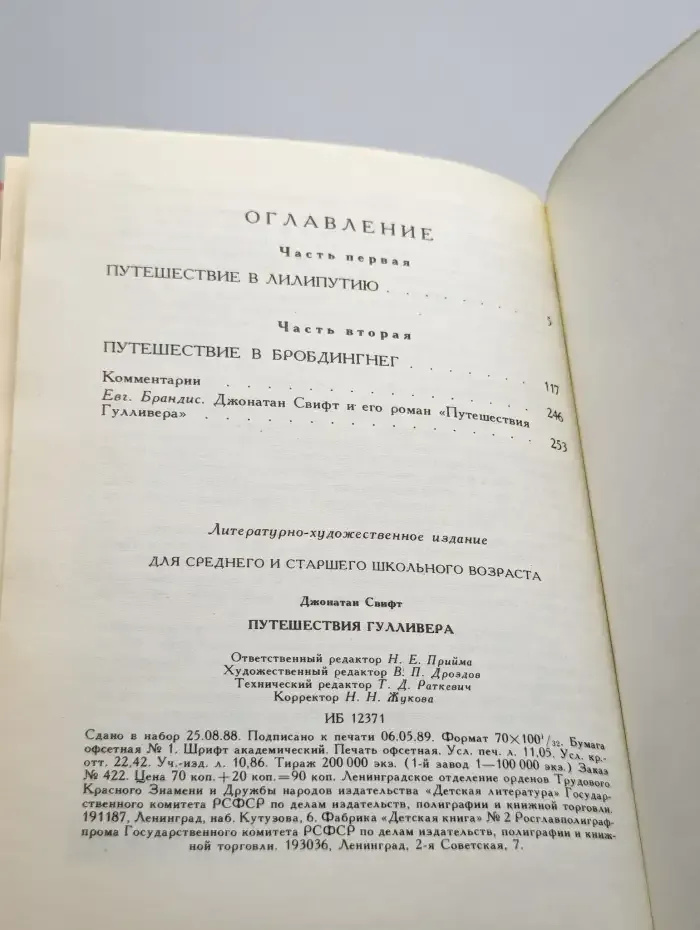 ОГЛАВЛЕНИЕ
Часть первая
ПУТЕШЕСТВИЕ В ЛИЛИПУТИЮ . . . . . . . . 5
Часть вторая
ПУТЕШЕСТВИЕ В БРОБДИНГНЕГ . . . . . . . 117
Комментарии . . . . . . . . . . . . . . 246
Евг. Брандис. Джонатан Свифт и его роман «Путешествия
Гулливера» . . . . . . . . . . . . . . 253
Литературно-художественное издание
ДЛЯ СРЕДНЕГО И СТАРШЕГО ШКОЛЬНОГО ВОЗРАСТА
Джонатан Свифт
ПУТЕШЕСТВИЯ ГУЛЛИВЕРА
Ответственный редактор Н. Е. Прийма
Художественный редактор В. П. Дроздов
Технический редактор Т. Д. Раткевич
Корректор Н. Н. Жукова
ИБ 12371
Сдано в набор 25.08.88. Подписано к печати 06.05.89. Формат 70×100¹/₃₂. Бумага
офсетная № 1. Шрифт академический. Печать офсетная. Усл. печ. л. 11,05. Усл. кр.-
отт. 22,42. Уч.-изд. л. 10,86. Тираж 200 000 экз. (1-й завод 1—100 000 экз.) Заказ
№ 422. Цена 70 коп.+20 коп.=90 коп. Ленинградское отделение орденов Трудового
Красного Знамени и Дружбы народов издательства «Детская литература» Государ-
ственного комитета РСФСР по делам издательств, полиграфии и книжной торговли.
191187, Ленинград, наб. Кутузова, 6. Фабрика «Детская книга» № 2 Росглавполиграф-
прома Государственного комитета РСФСР по делам издательств, полиграфии и книж-
ной торговли. 193036, Ленинград, 2-я Советская, 7.